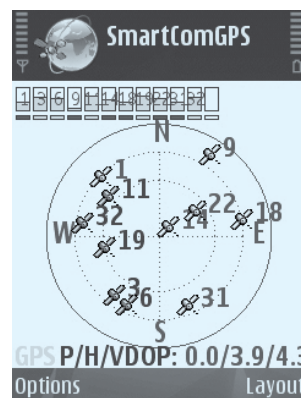 SmartComGPS
1 3 6 9 11 14 18 19 22 31 32
N
9
1
11
22
32
14
18
W
E
19
3
6
31
S
GPS P/H/VDOP: 0.0/3.9/4.3
Options Layout